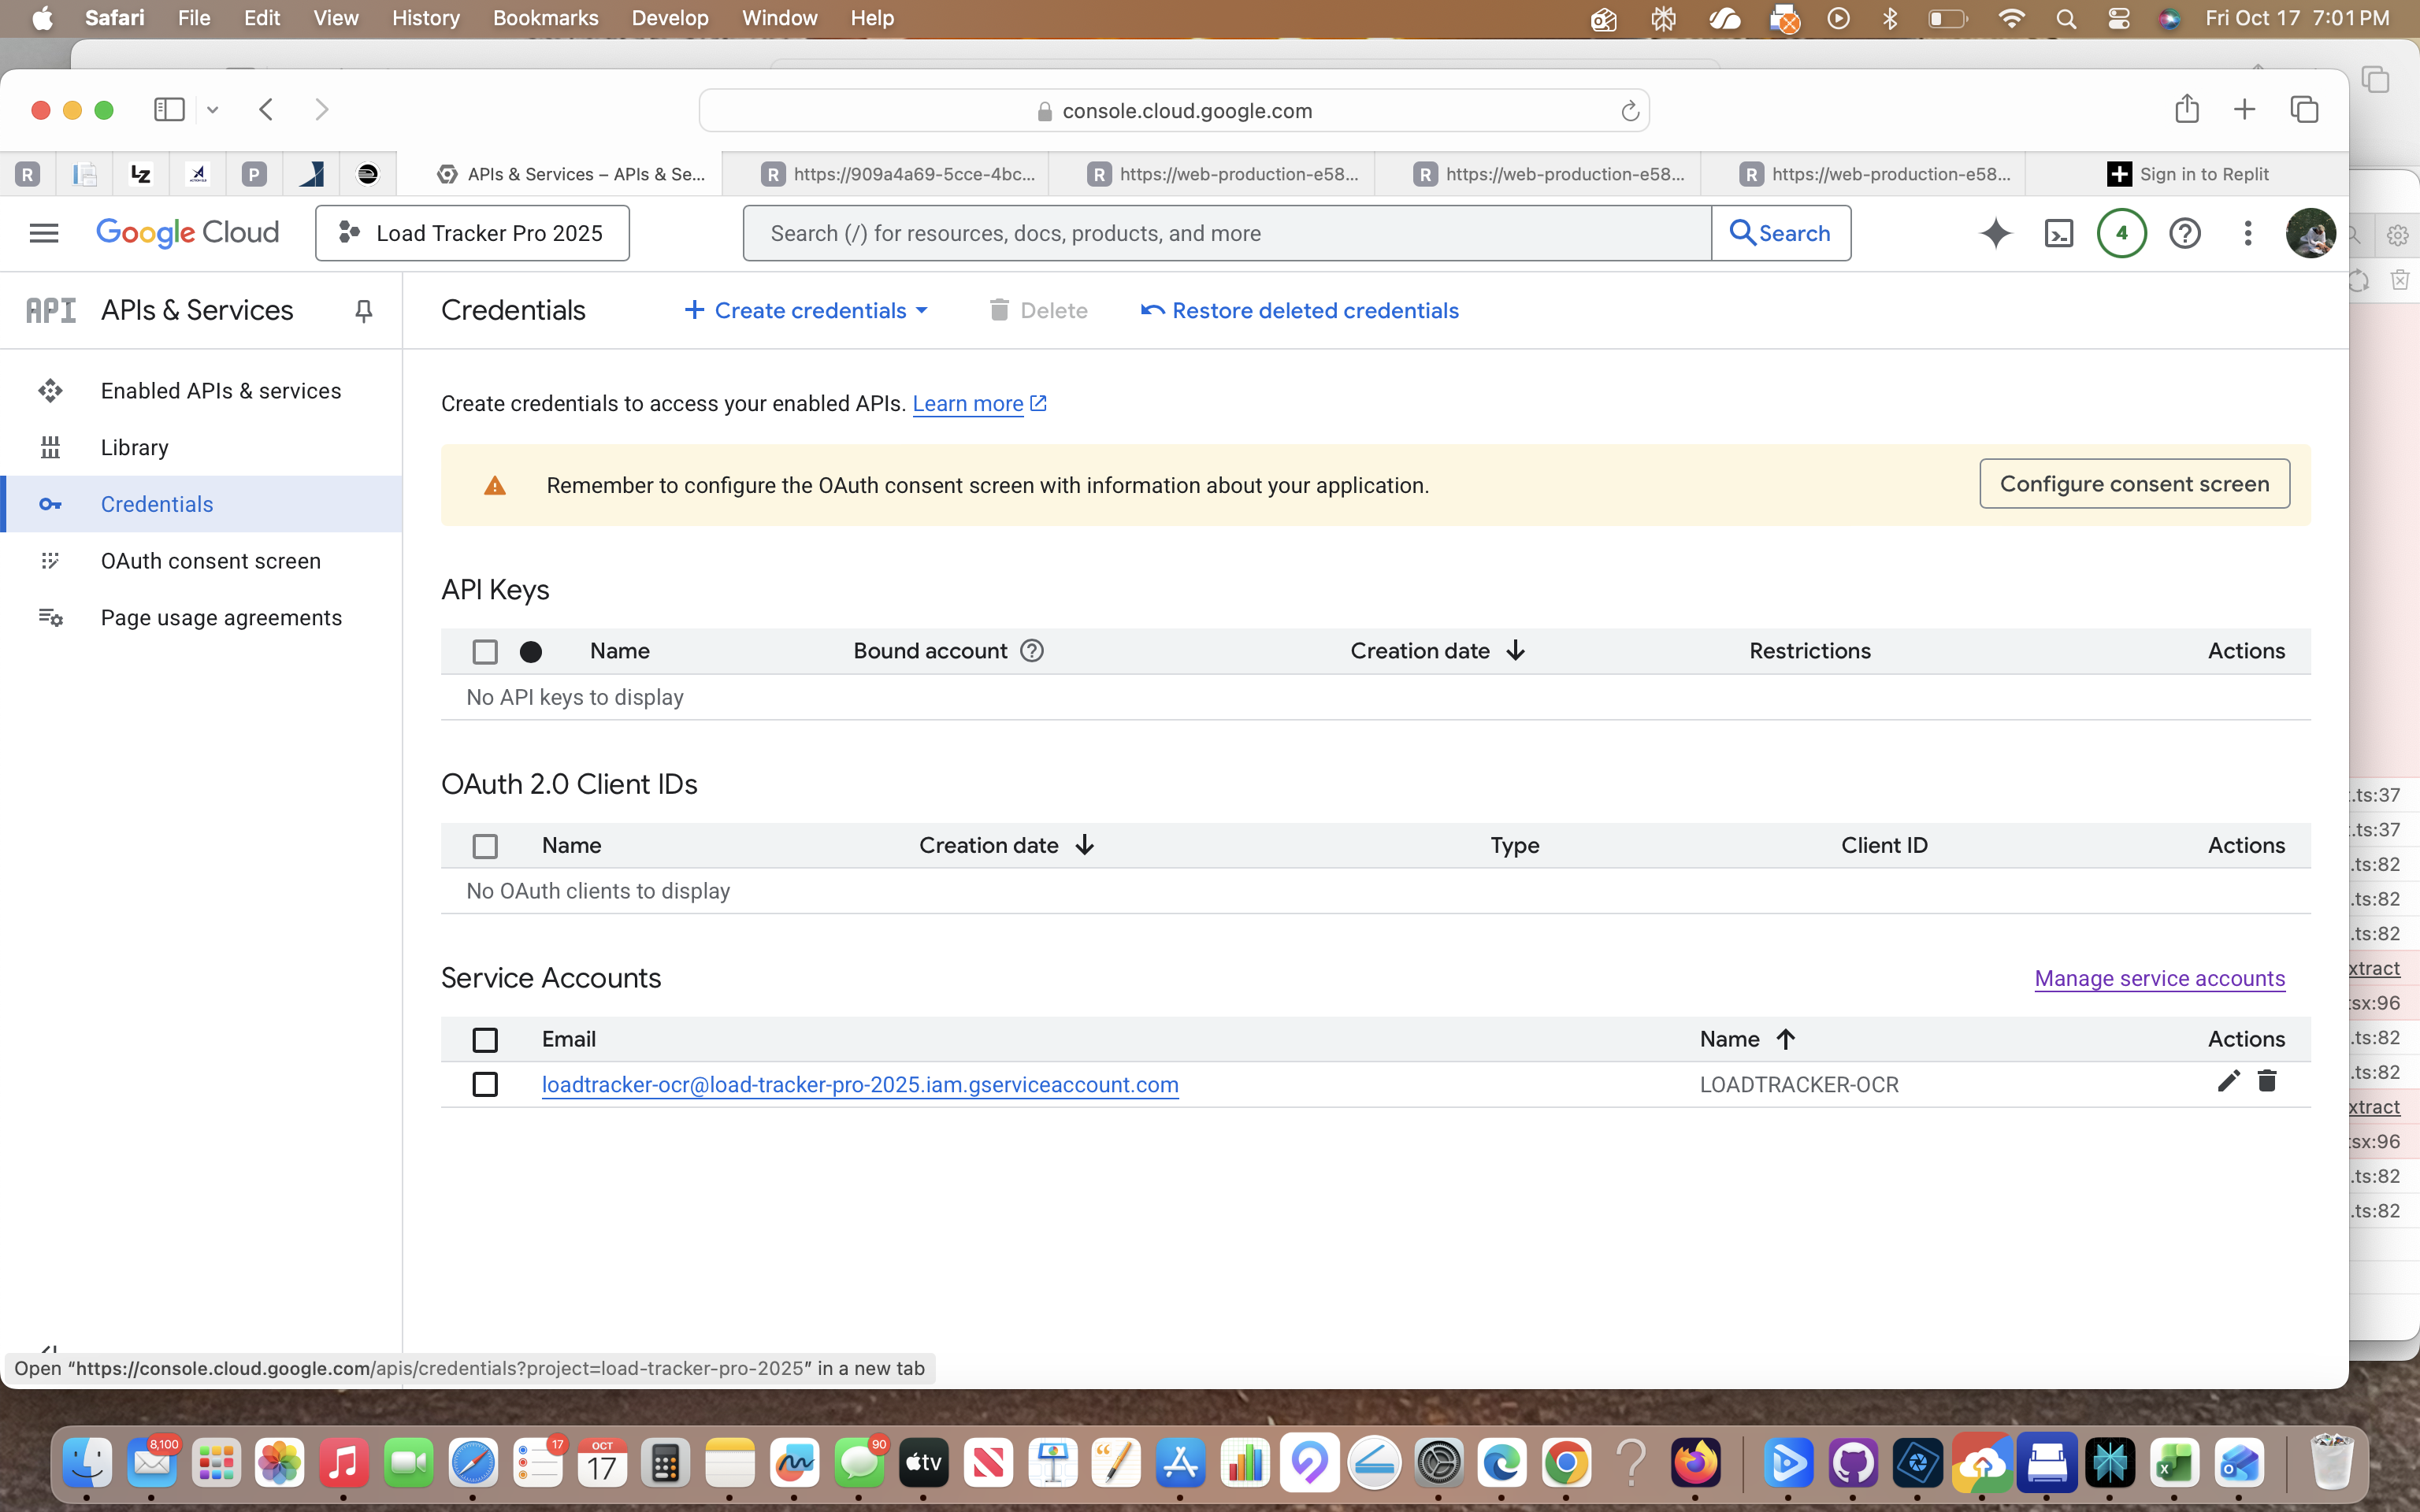 Safari File Edit View History Bookmarks Develop Window Help Fri Oct 17 7:01 PM
console.cloud.google.com
R LZ P APIs & Services – APIs & Se... R https://909a4a69-5cce-4bc... R https://web-production-e58... R https://web-production-e58... R https://web-production-e58... Sign in to Replit
Google Cloud Load Tracker Pro 2025 Search (/) for resources, docs, products, and more Search 4
API APIs & Services
Enabled APIs & services
Library
Credentials
OAuth consent screen
Page usage agreements
Credentials Create credentials Delete Restore deleted credentials
Create credentials to access your enabled APIs. Learn more
Remember to configure the OAuth consent screen with information about your application. Configure consent screen
API Keys
Name Bound account Creation date Restrictions Actions
No API keys to display
OAuth 2.0 Client IDs
Name Creation date Type Client ID Actions
No OAuth clients to display
Service Accounts Manage service accounts
Email Name Actions
loadtracker-ocr@load-tracker-pro-2025.iam.gserviceaccount.com LOADTRACKER-OCR
.ts:37
.ts:37
.ts:82
.ts:82
.ts:82
xtract
tsx:96
.ts:82
.ts:82
xtract
tsx:96
.ts:82
.ts:82
Open “https://console.cloud.google.com/apis/credentials?project=load-tracker-pro-2025” in a new tab
8,100 17 OCT 90
17 tv